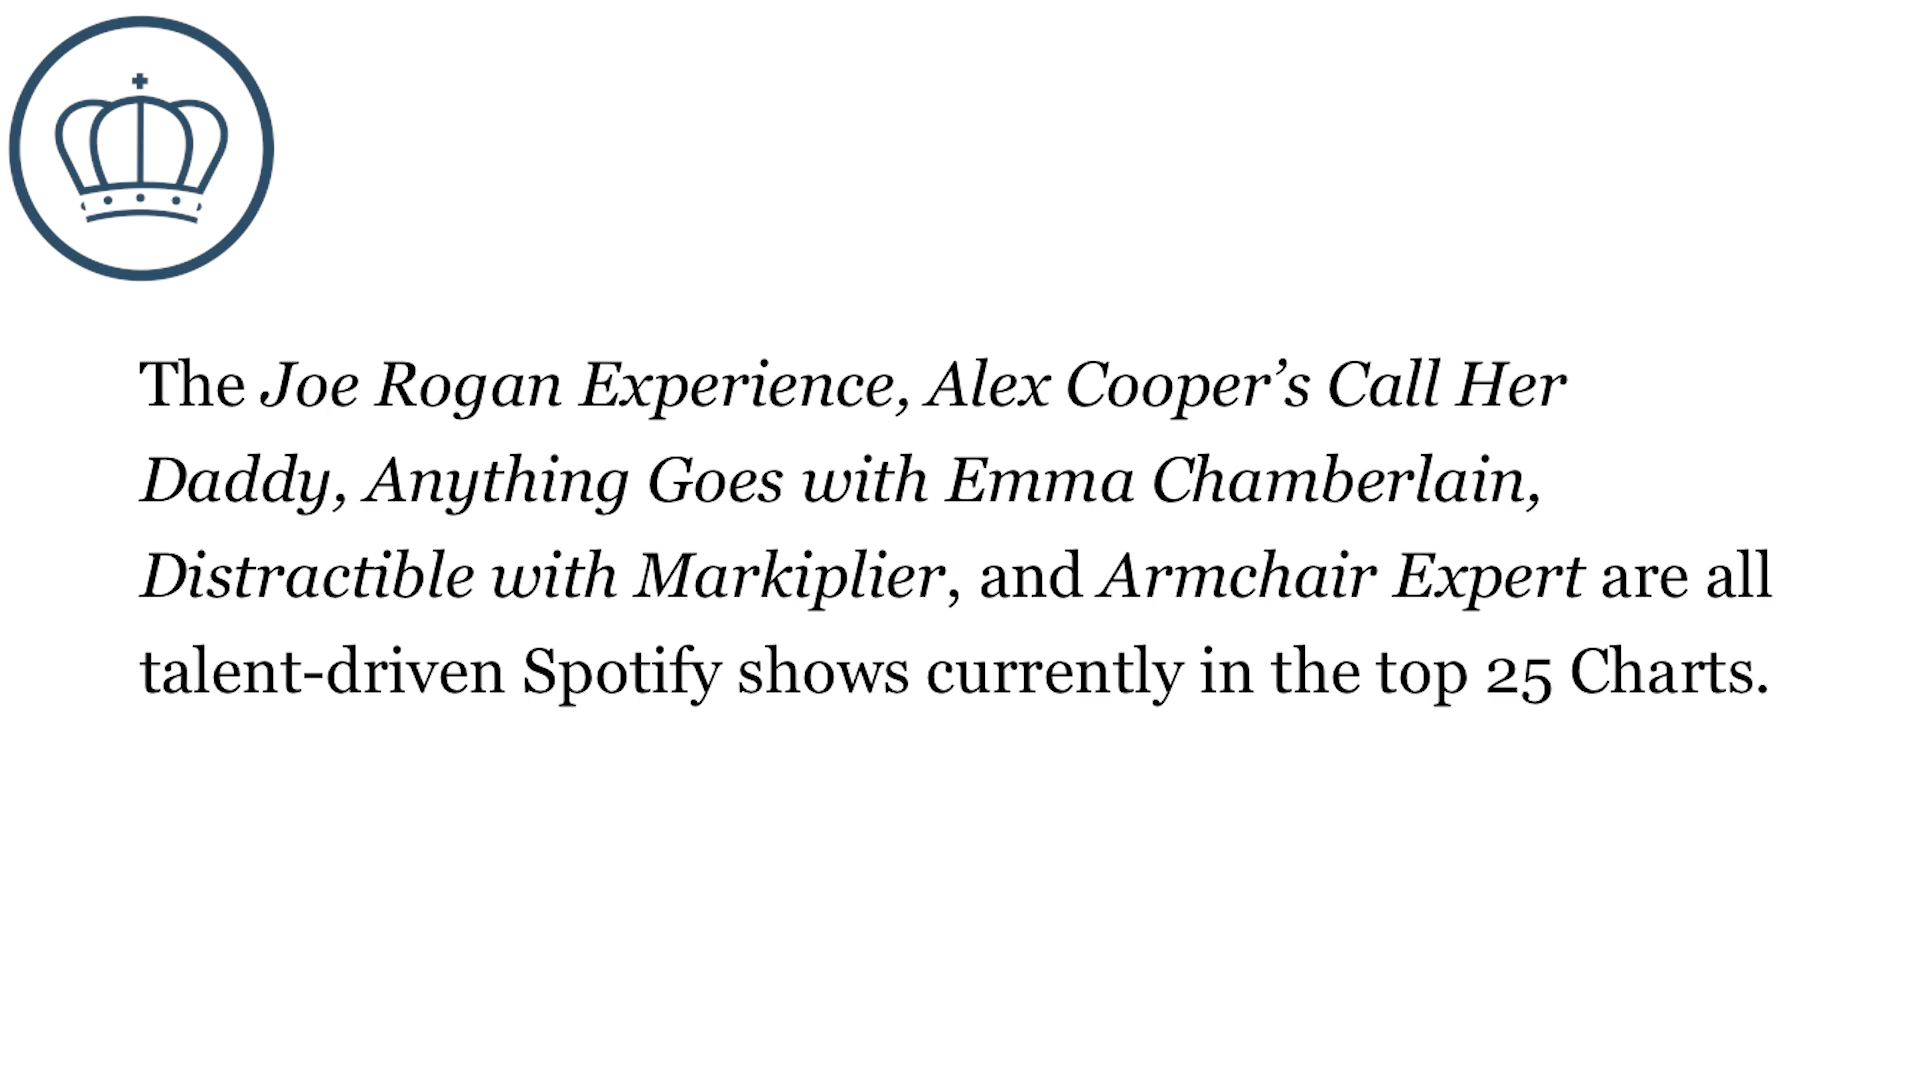 The Joe Rogan Experience, Alex Cooper’s Call Her
Daddy, Anything Goes with Emma Chamberlain,
Distractible with Markiplier, and Armchair Expert are all
talent-driven Spotify shows currently in the top 25 Charts.